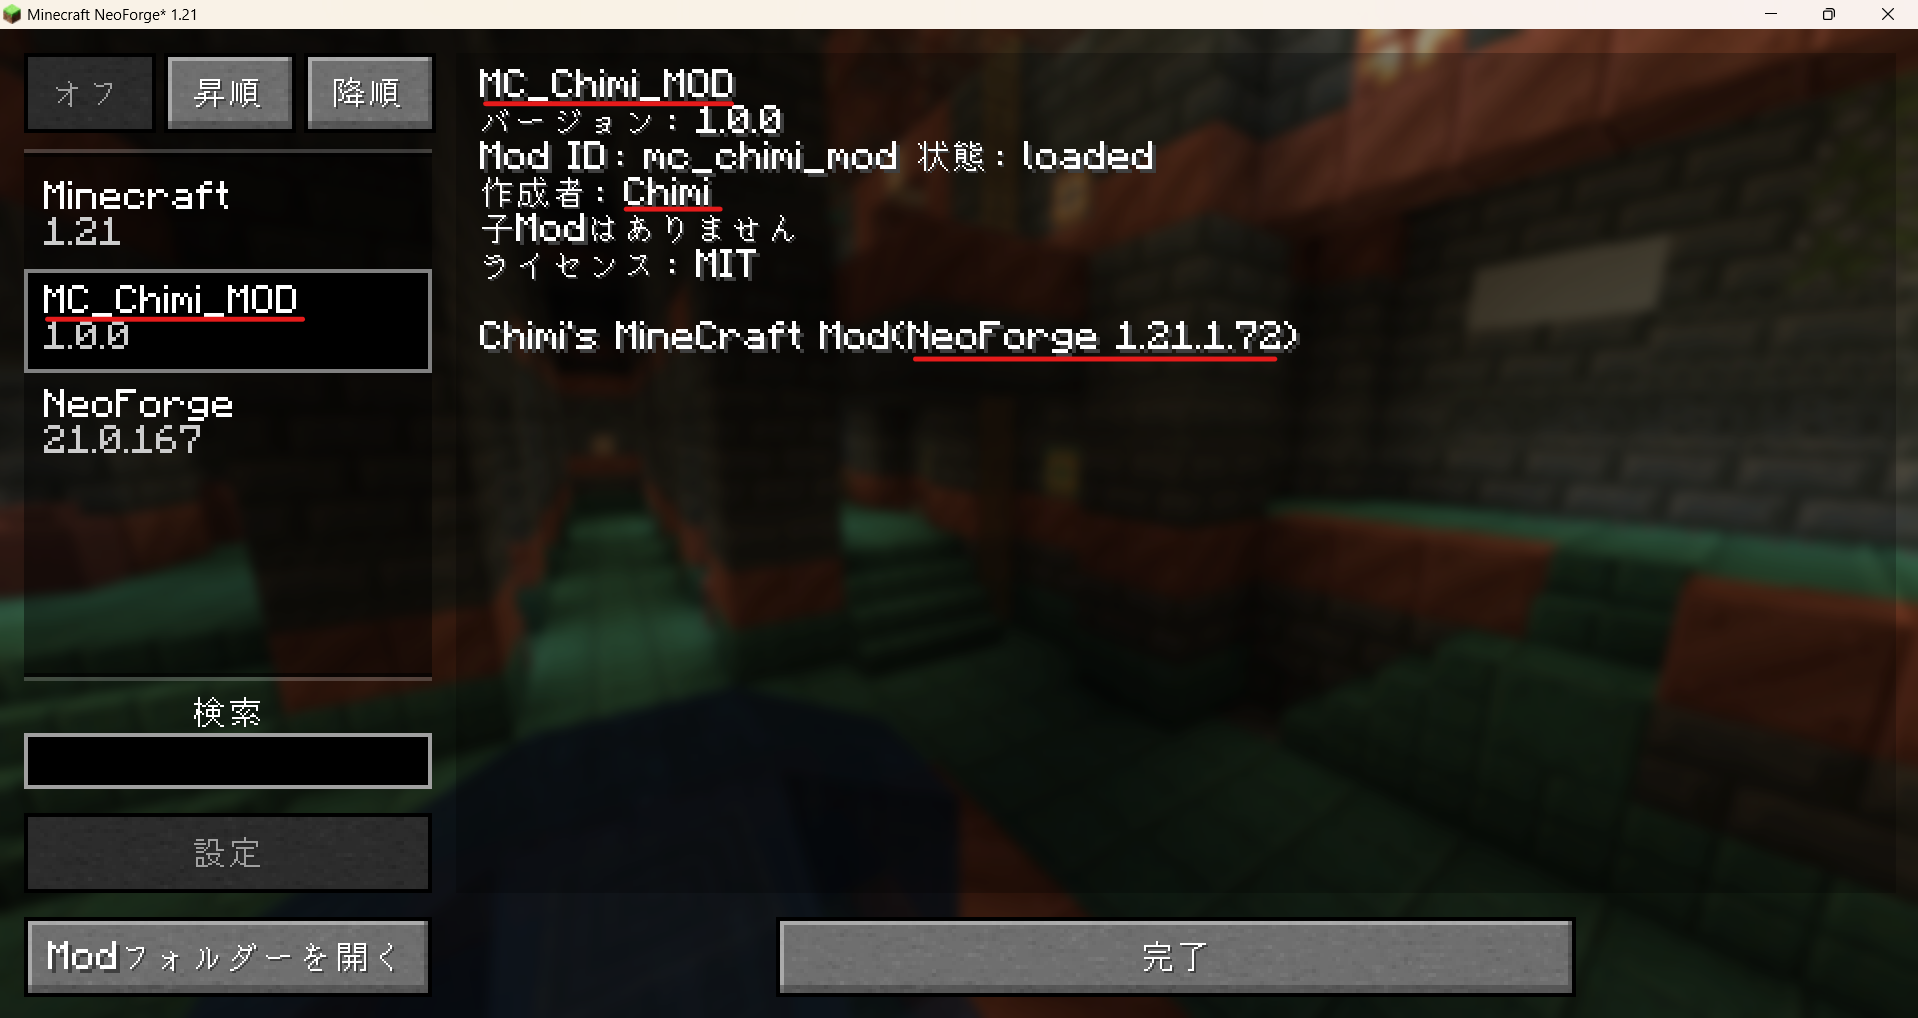 Minecraft NeoForge* 1.21
オフ 昇順 降順
Minecraft
1.21
MC_Chimi_MOD
1.0.0
NeoForge
21.0.167
検索
設定
Modフォルダーを開く
MC_Chimi_MOD
バージョン：1.0.0
Mod ID：mc_chimi_mod 状態：loaded
作成者：Chimi
子Modはありません
ライセンス：MIT
Chimi's MineCraft Mod(NeoForge 1.21.1.72)
完了